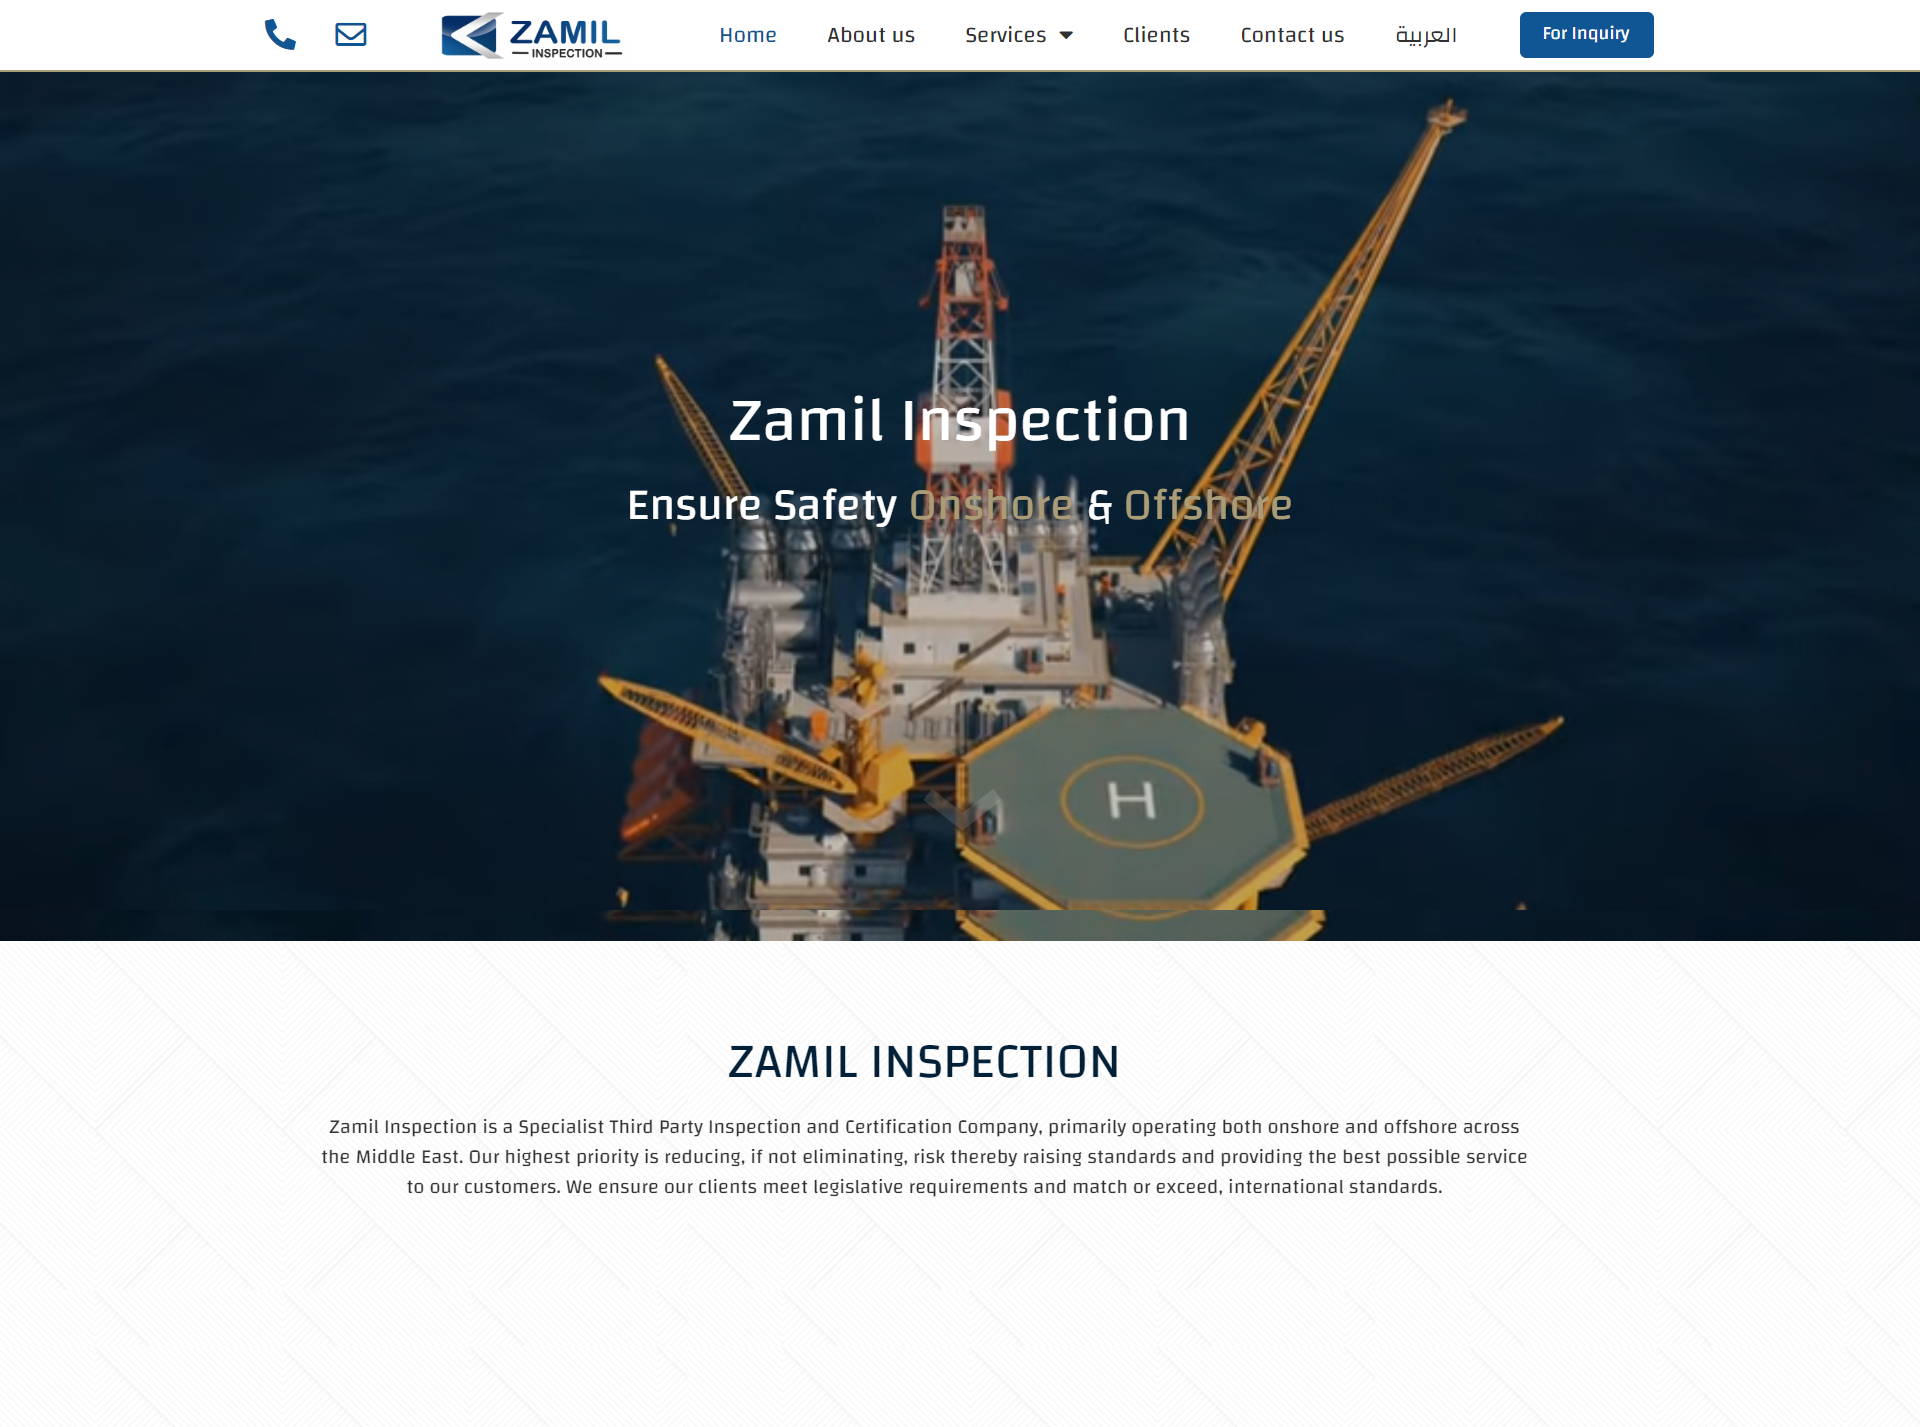 ZAMIL
INSPECTION
Home
About us
Services
Clients
Contact us
العربية
For Inquiry
Zamil Inspection
Ensure Safety Onshore & Offshore
H
ZAMIL INSPECTION
Zamil Inspection is a Specialist Third Party Inspection and Certification Company, primarily operating both onshore and offshore across
the Middle East. Our highest priority is reducing, if not eliminating, risk thereby raising standards and providing the best possible service
to our customers. We ensure our clients meet legislative requirements and match or exceed, international standards.